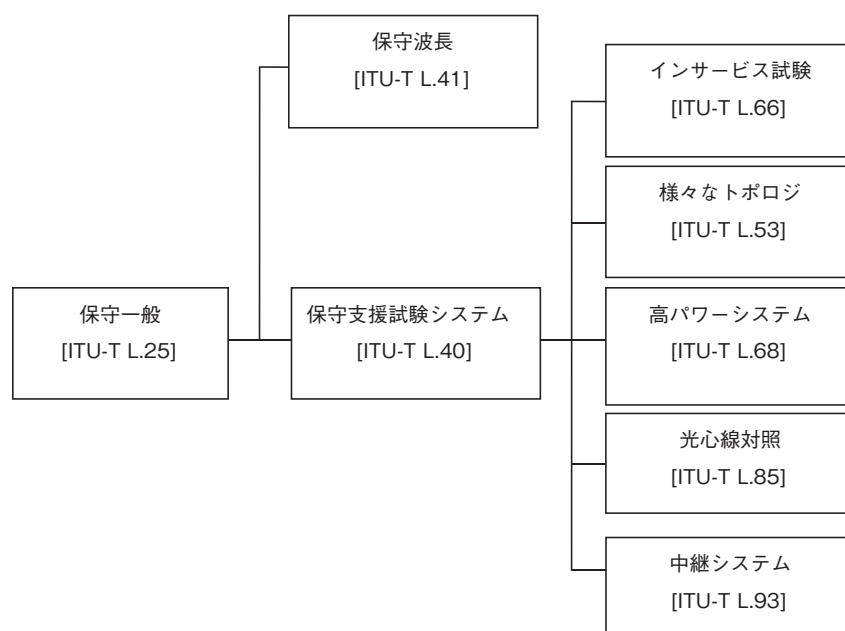 保守波長
[ITU-T L.41]
インサービス試験
[ITU-T L.66]
様々なトポロジ
[ITU-T L.53]
保守一般
[ITU-T L.25]
保守支援試験システム
[ITU-T L.40]
高パワーシステム
[ITU-T L.68]
光心線対照
[ITU-T L.85]
中継システム
[ITU-T L.93]